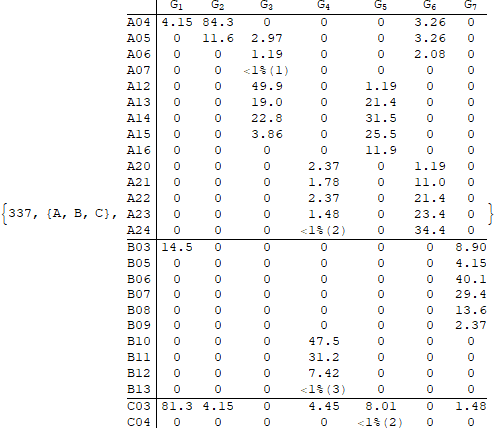 G1 G2 G3 G4 G5 G6 G7
A04 4.15 84.3 0 0 0 3.26 0
A05 0 11.6 2.97 0 0 3.26 0
A06 0 0 1.19 0 0 2.08 0
A07 0 0 <1%(1) 0 0 0 0
A12 0 0 49.9 0 1.19 0 0
A13 0 0 19.0 0 21.4 0 0
A14 0 0 22.8 0 31.5 0 0
A15 0 0 3.86 0 25.5 0 0
A16 0 0 0 0 11.9 0 0
A20 0 0 0 2.37 0 1.19 0
A21 0 0 0 1.78 0 11.0 0
A22 0 0 0 2.37 0 21.4 0
{337, {A, B, C}, A23 0 0 0 1.48 0 23.4 0 }
A24 0 0 0 <1%(2) 0 34.4 0
B03 14.5 0 0 0 0 0 8.90
B05 0 0 0 0 0 0 4.15
B06 0 0 0 0 0 0 40.1
B07 0 0 0 0 0 0 29.4
B08 0 0 0 0 0 0 13.6
B09 0 0 0 0 0 0 2.37
B10 0 0 0 47.5 0 0 0
B11 0 0 0 31.2 0 0 0
B12 0 0 0 7.42 0 0 0
B13 0 0 0 <1%(3) 0 0 0
C03 81.3 4.15 0 4.45 8.01 0 1.48
C04 0 0 0 0 <1%(2) 0 0